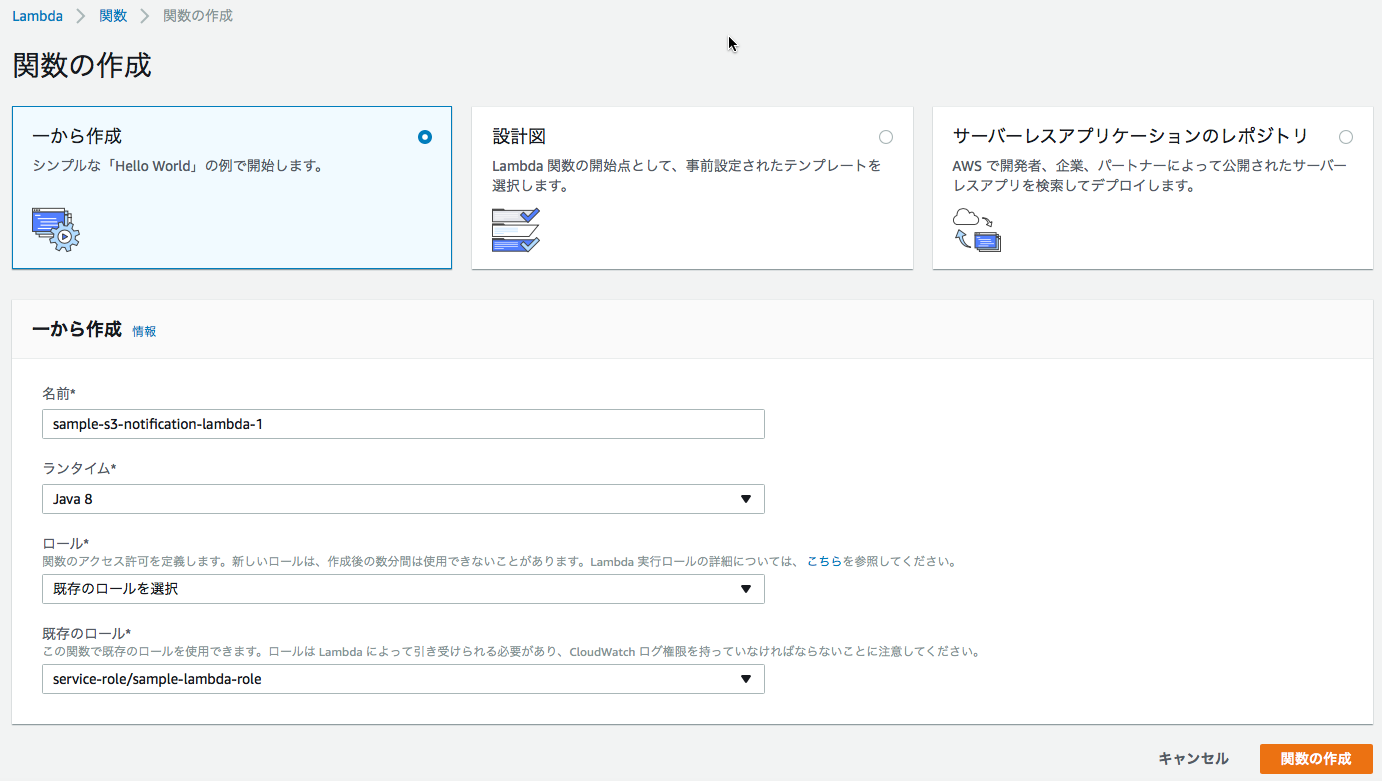 Lambda 関数 関数の作成
関数の作成
一から作成
シンプルな「Hello World」の例で開始します。
設計図
Lambda 関数の開始点として、事前設定されたテンプレートを
選択します。
サーバーレスアプリケーションのレポジトリ
AWS で開発者、企業、パートナーによって公開されたサーバー
レスアプリを検索してデプロイします。
一から作成 情報
名前*
sample-s3-notification-lambda-1
ランタイム*
Java 8
ロール*
関数のアクセス許可を定義します。新しいロールは、作成後の数分間は使用できないことがあります。Lambda 実行ロールの詳細については、 こちらを参照してください。
既存のロールを選択
既存のロール*
この関数で既存のロールを使用できます。ロールは Lambda によって引き受けられる必要があり、CloudWatch ログ権限を持っていなければならないことに注意してください。
service-role/sample-lambda-role
キャンセル 関数の作成